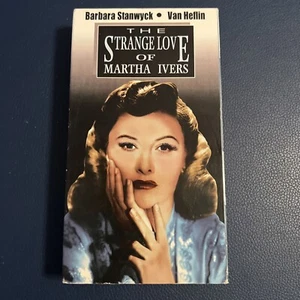 Barbara Stanwyck • Van Heflin
THE
STRANGE LOVE
OF
MARTHA IVERS